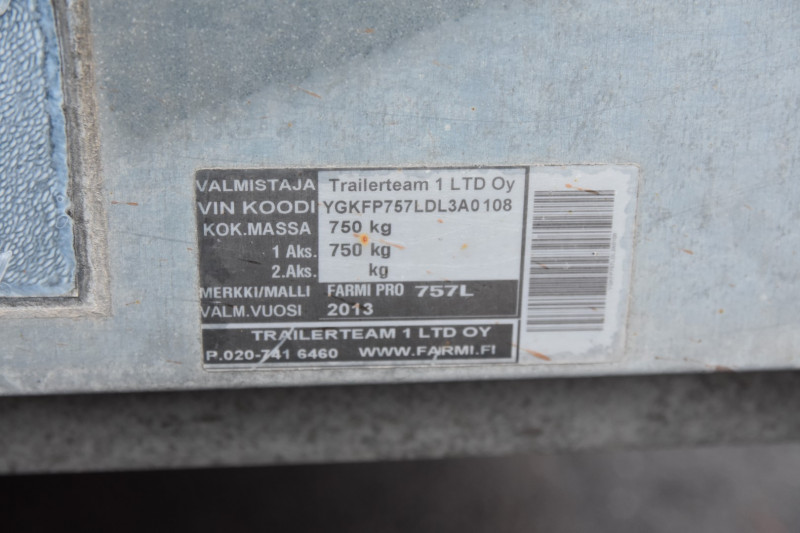 VALMISTAJA Trailerteam 1 LTD Oy
VIN KOODI YGKFP757LDL3A0108
KOK.MASSA 750 kg
1 Aks. 750 kg
2.Aks. kg
MERKKI/MALLI FARMI PRO 757L
VALM.VUOSI 2013
TRAILERTEAM 1 LTD OY
P.020-741 6460 WWW.FARMI.FI